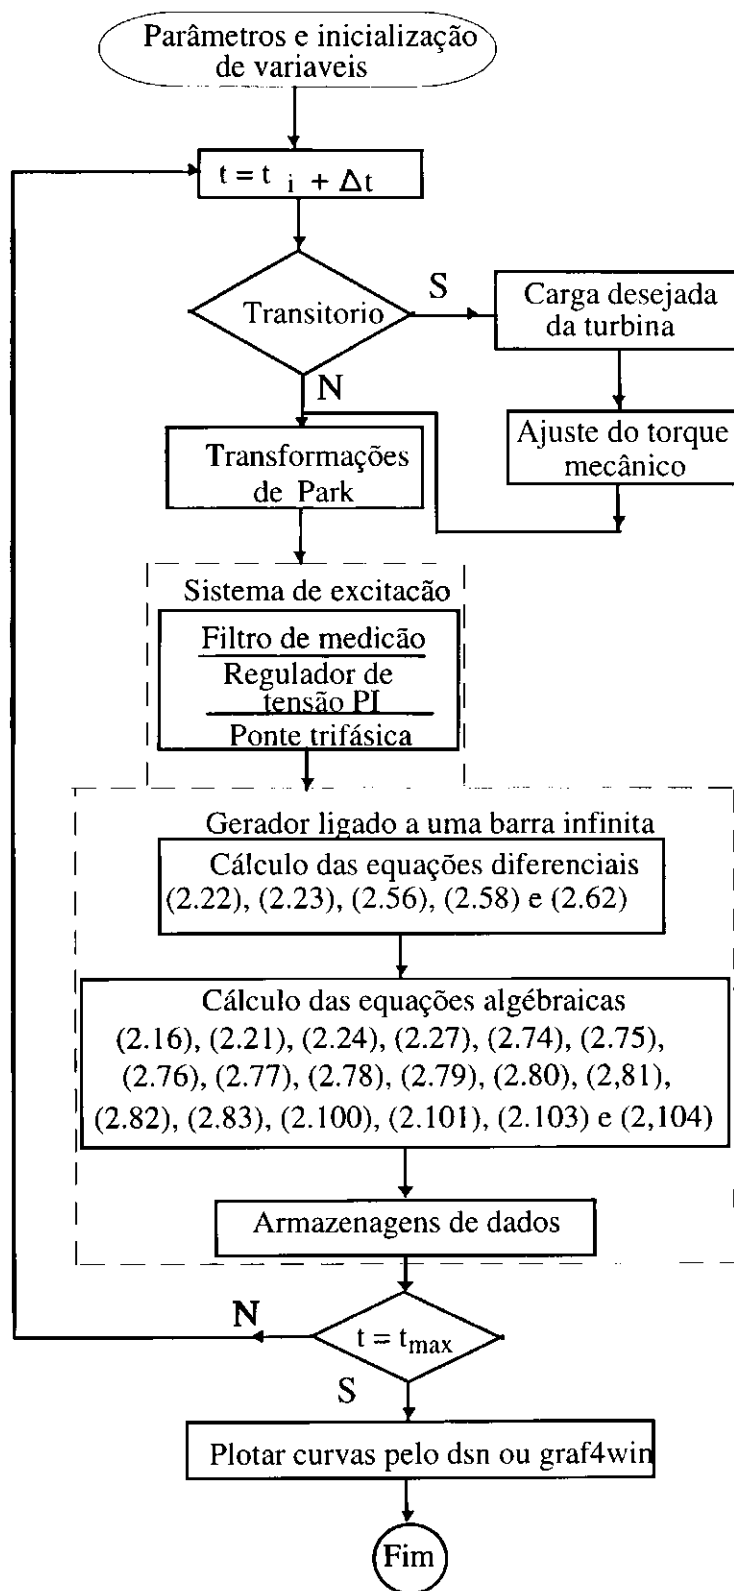 Parâmetros e inicialização
de variaveis
t = t i + Δt
Transitorio
S
Carga desejada
da turbina
N
Ajuste do torque
mecânico
Transformações
de Park
Sistema de excitacão
Filtro de medicão
Regulador de
tensão PI
Ponte trifásica
Gerador ligado a uma barra infinita
Cálculo das equações diferenciais
(2.22), (2.23), (2.56), (2.58) e (2.62)
Cálculo das equações algébraicas
(2.16), (2.21), (2.24), (2.27), (2.74), (2.75),
(2.76), (2.77), (2.78), (2.79), (2.80), (2,81),
(2.82), (2.83), (2.100), (2.101), (2.103) e (2,104)
Armazenagens de dados
N
t = tmax
S
Plotar curvas pelo dsn ou graf4win
Fim